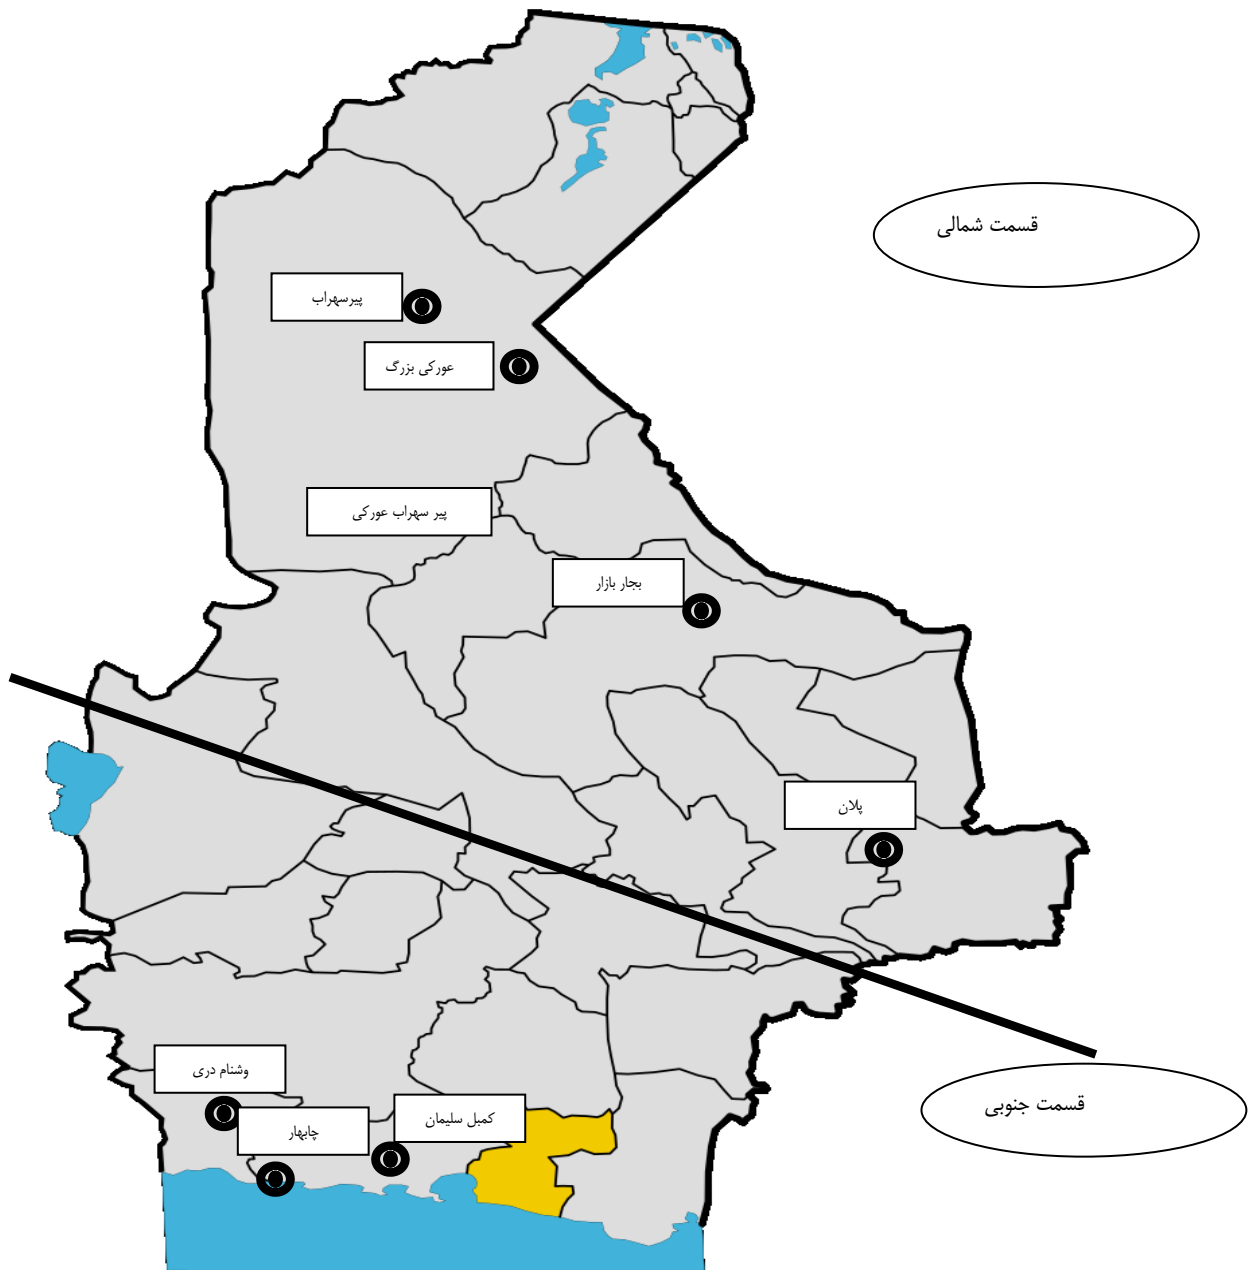 قسمت شمالی
پیرسهراب
عورکی بزرگ
پیر سهراب عورکی
بجار بازار
پلان
وشنام دری
قسمت جنوبی
کمبل سلیمان
چابهار